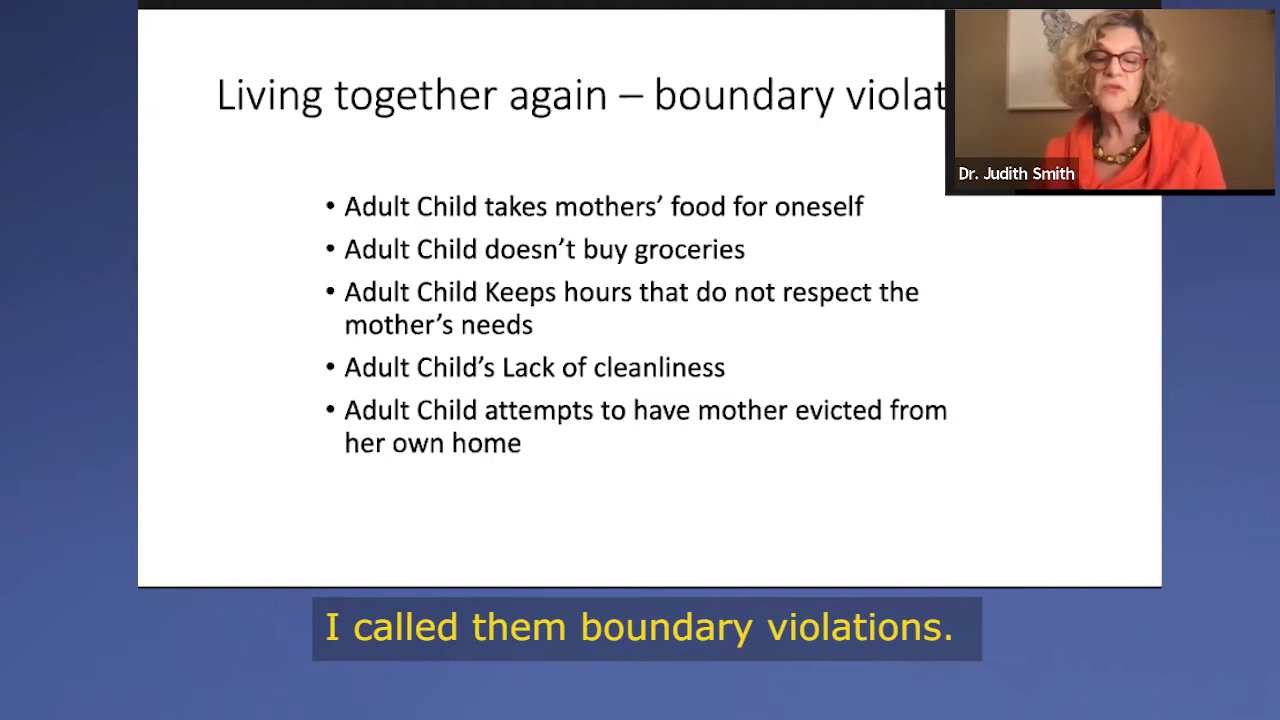 Living together again – boundary violat
Dr. Judith Smith
• Adult Child takes mothers’ food for oneself
• Adult Child doesn’t buy groceries
• Adult Child Keeps hours that do not respect the
mother’s needs
• Adult Child’s Lack of cleanliness
• Adult Child attempts to have mother evicted from
her own home
I called them boundary violations.